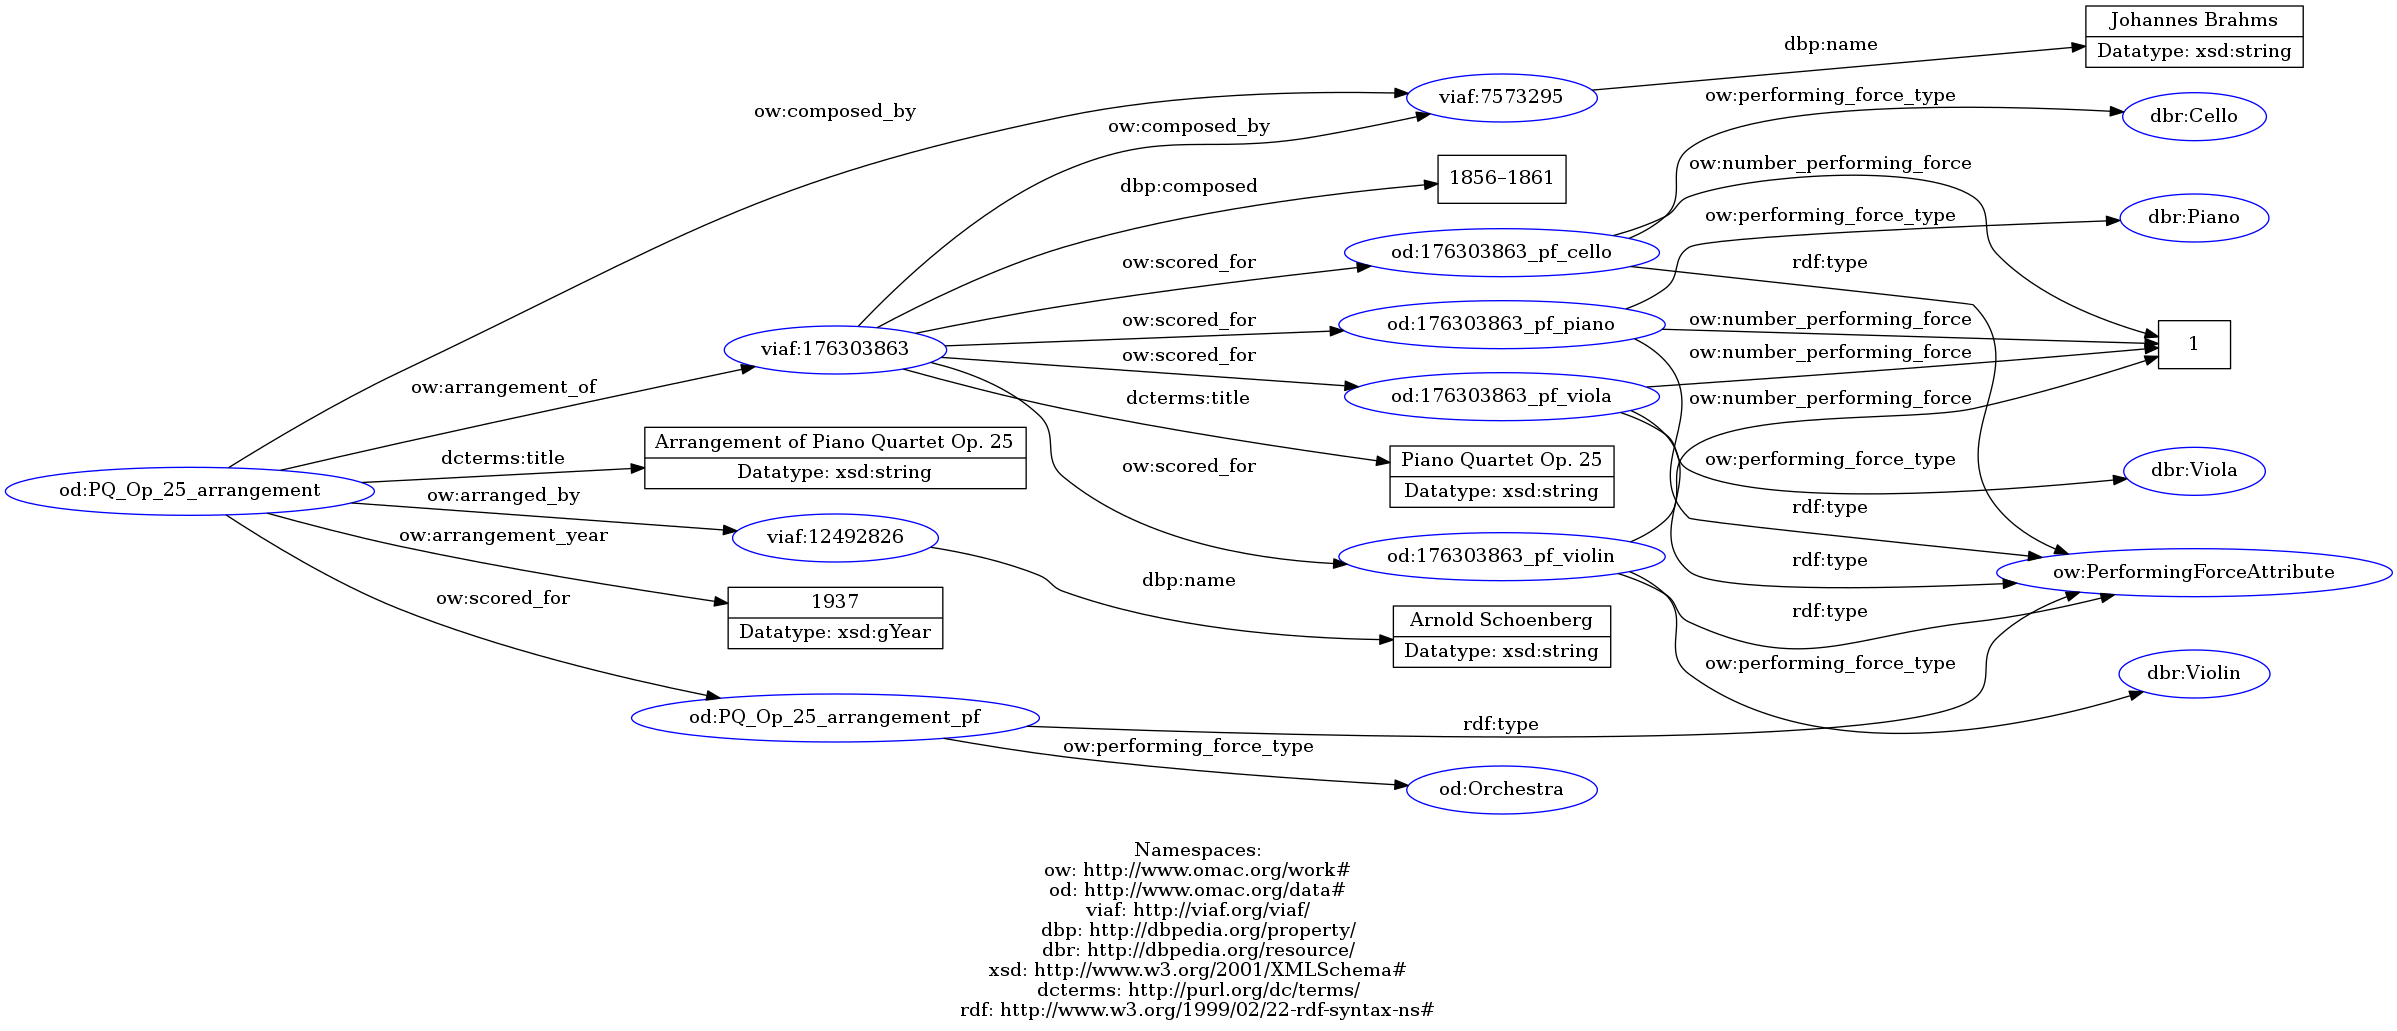 Johannes Brahms
Datatype: xsd:string
dbp:name
viaf:7573295
ow:performing_force_type
dbr:Cello
ow:composed_by
ow:composed_by
ow:number_performing_force
dbp:composed
1856–1861
ow:performing_force_type
dbr:Piano
ow:scored_for
od:176303863_pf_cello
rdf:type
ow:scored_for
od:176303863_pf_piano
ow:number_performing_force
1
viaf:176303863
ow:scored_for
ow:number_performing_force
ow:arrangement_of
dcterms:title
od:176303863_pf_viola
ow:number_performing_force
Arrangement of Piano Quartet Op. 25
Datatype: xsd:string
dcterms:title
ow:scored_for
Piano Quartet Op. 25
Datatype: xsd:string
ow:performing_force_type
dbr:Viola
od:PQ_Op_25_arrangement
ow:arranged_by
rdf:type
ow:arrangement_year
viaf:12492826
od:176303863_pf_violin
rdf:type
ow:PerformingForceAttribute
dbp:name
ow:scored_for
1937
Datatype: xsd:gYear
Arnold Schoenberg
Datatype: xsd:string
rdf:type
ow:performing_force_type
dbr:Violin
od:PQ_Op_25_arrangement_pf
rdf:type
ow:performing_force_type
od:Orchestra
Namespaces:
ow: http://www.omac.org/work#
od: http://www.omac.org/data#
viaf: http://viaf.org/viaf/
dbp: http://dbpedia.org/property/
dbr: http://dbpedia.org/resource/
xsd: http://www.w3.org/2001/XMLSchema#
dcterms: http://purl.org/dc/terms/
rdf: http://www.w3.org/1999/02/22-rdf-syntax-ns#